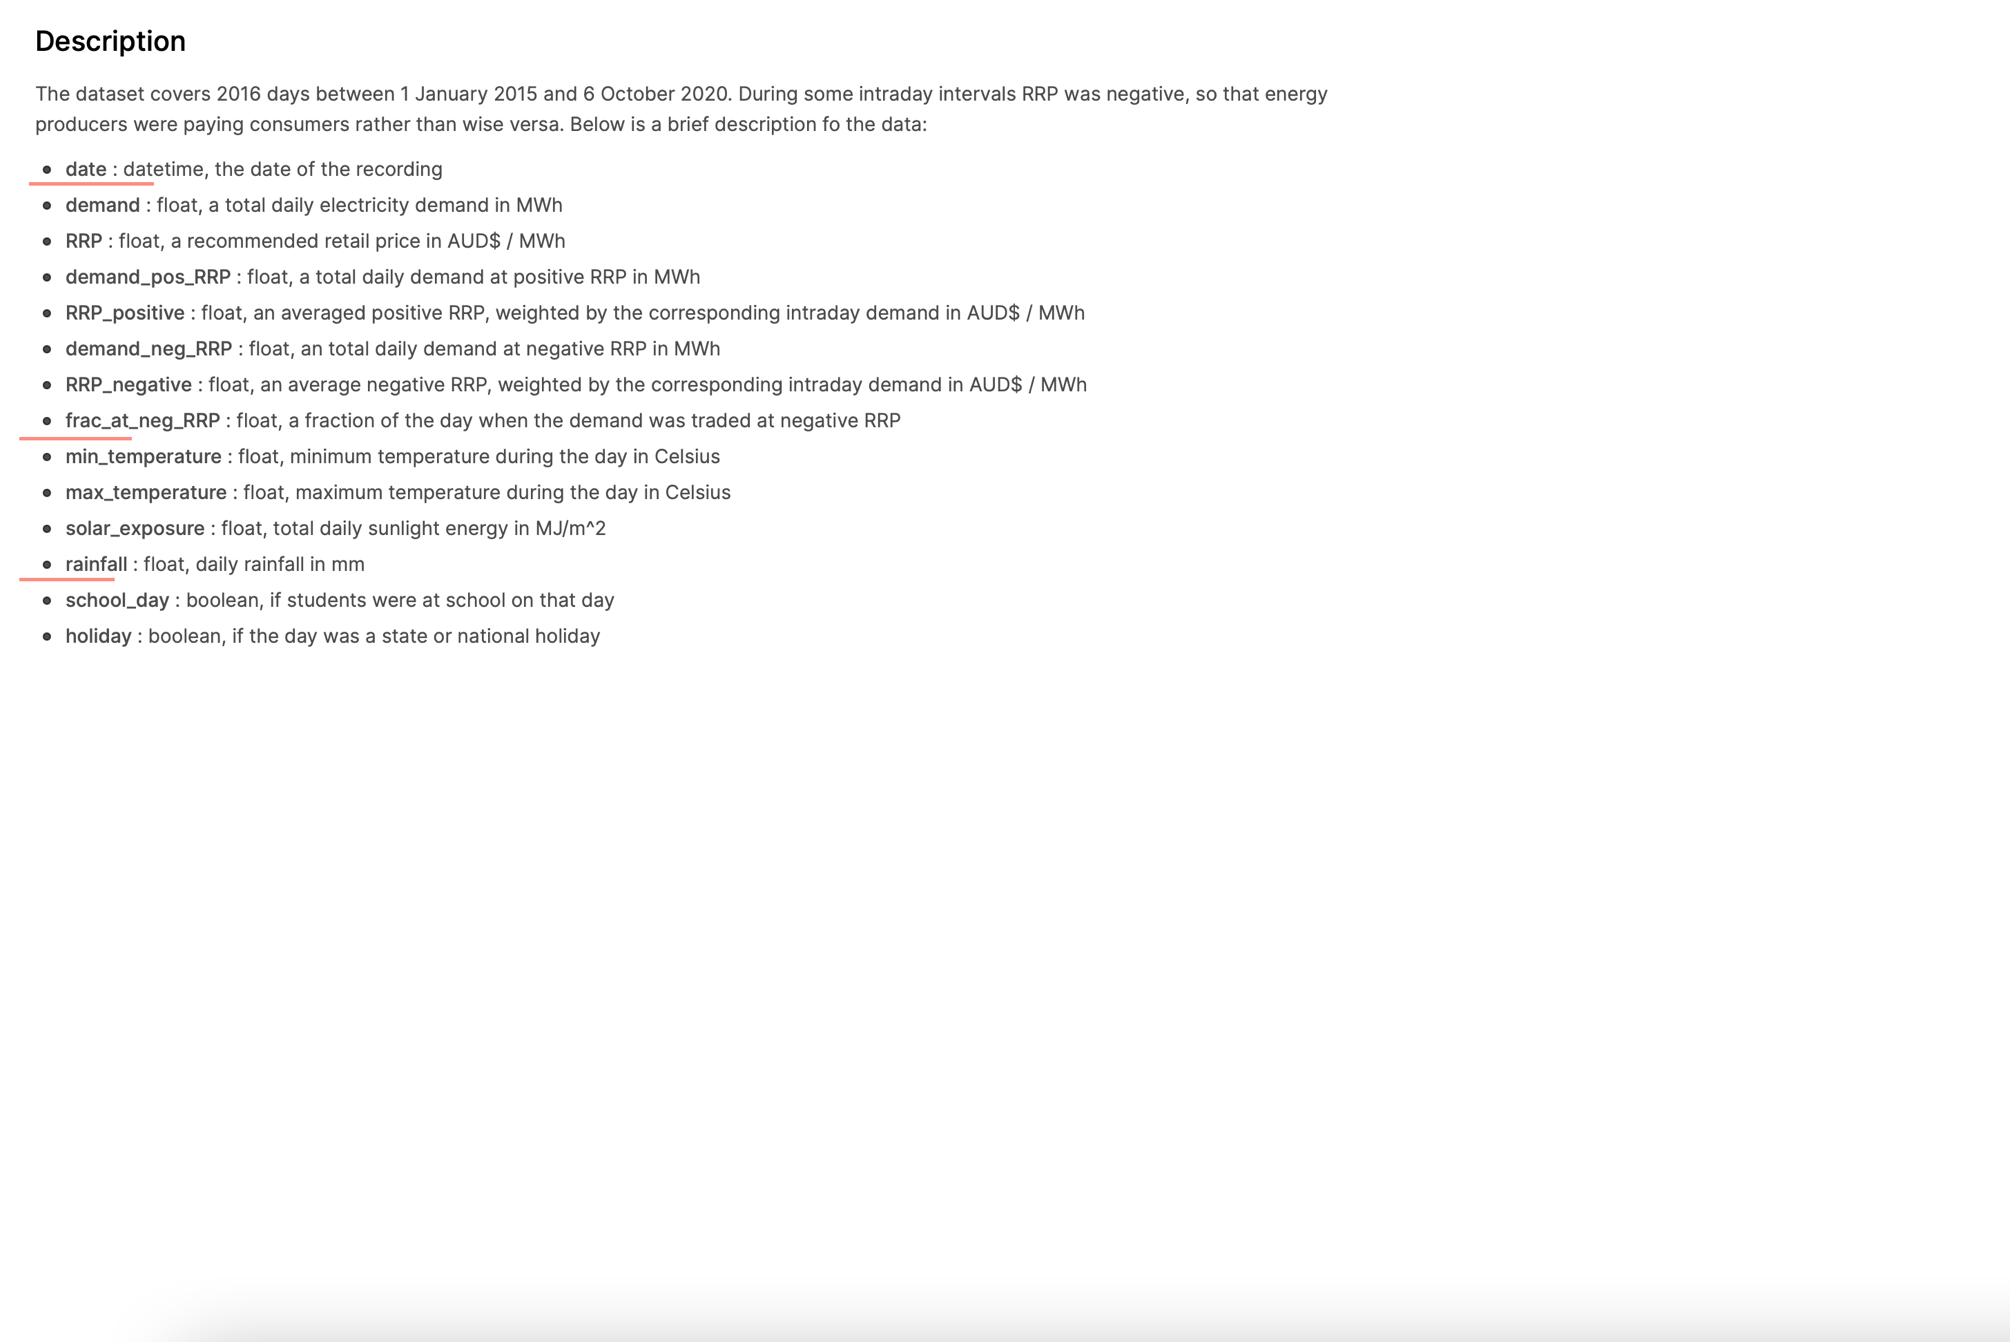 Description
The dataset covers 2016 days between 1 January 2015 and 6 October 2020. During some intraday intervals RRP was negative, so that energy
producers were paying consumers rather than wise versa. Below is a brief description fo the data:
• date : datetime, the date of the recording
• demand : float, a total daily electricity demand in MWh
• RRP : float, a recommended retail price in AUD$ / MWh
• demand_pos_RRP : float, a total daily demand at positive RRP in MWh
• RRP_positive : float, an averaged positive RRP, weighted by the corresponding intraday demand in AUD$ / MWh
• demand_neg_RRP : float, an total daily demand at negative RRP in MWh
• RRP_negative : float, an average negative RRP, weighted by the corresponding intraday demand in AUD$ / MWh
• frac_at_neg_RRP : float, a fraction of the day when the demand was traded at negative RRP
• min_temperature : float, minimum temperature during the day in Celsius
• max_temperature : float, maximum temperature during the day in Celsius
• solar_exposure : float, total daily sunlight energy in MJ/m^2
• rainfall : float, daily rainfall in mm
• school_day : boolean, if students were at school on that day
• holiday : boolean, if the day was a state or national holiday